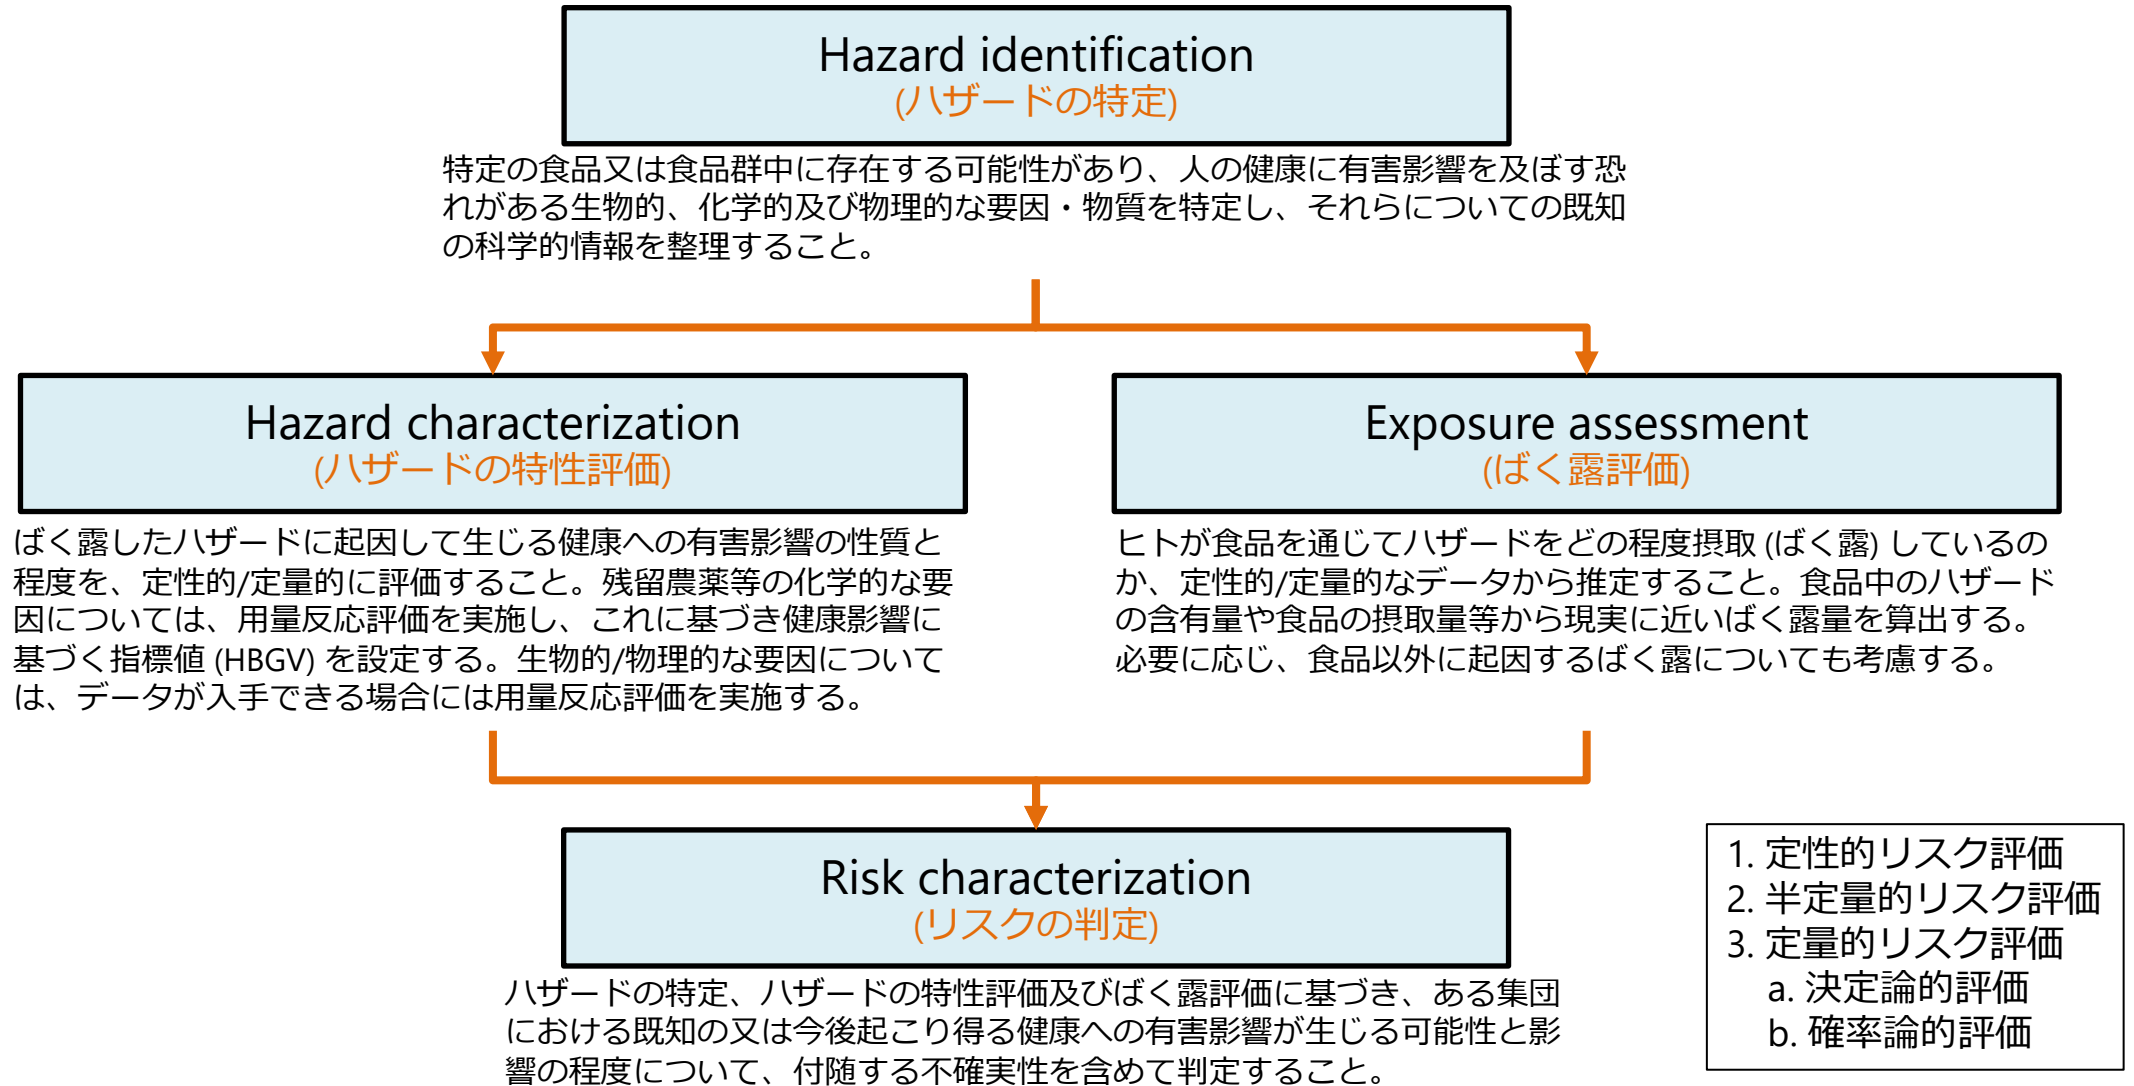 Hazard identification
(ハザードの特定)
特定の食品又は食品群中に存在する可能性があり、人の健康に有害影響を及ぼす恐
れがある生物的、化学的及び物理的な要因・物質を特定し、それらについての既知
の科学的情報を整理すること。
Hazard characterization
(ハザードの特性評価)
ばく露したハザードに起因して生じる健康への有害影響の性質と
程度を、定性的/定量的に評価すること。残留農薬等の化学的な要
因については、用量反応評価を実施し、これに基づき健康影響に
基づく指標値 (HBGV) を設定する。生物的/物理的な要因について
は、データが入手できる場合には用量反応評価を実施する。
Exposure assessment
(ばく露評価)
ヒトが食品を通じてハザードをどの程度摂取 (ばく露) しているの
か、定性的/定量的なデータから推定すること。食品中のハザード
の含有量や食品の摂取量等から現実に近いばく露量を算出する。
必要に応じ、食品以外に起因するばく露についても考慮する。
Risk characterization
(リスクの判定)
ハザードの特定、ハザードの特性評価及びばく露評価に基づき、ある集団
における既知の又は今後起こり得る健康への有害影響が生じる可能性と影
響の程度について、付随する不確実性を含めて判定すること。
1. 定性的リスク評価
2. 半定量的リスク評価
3. 定量的リスク評価
a. 決定論的評価
b. 確率論的評価